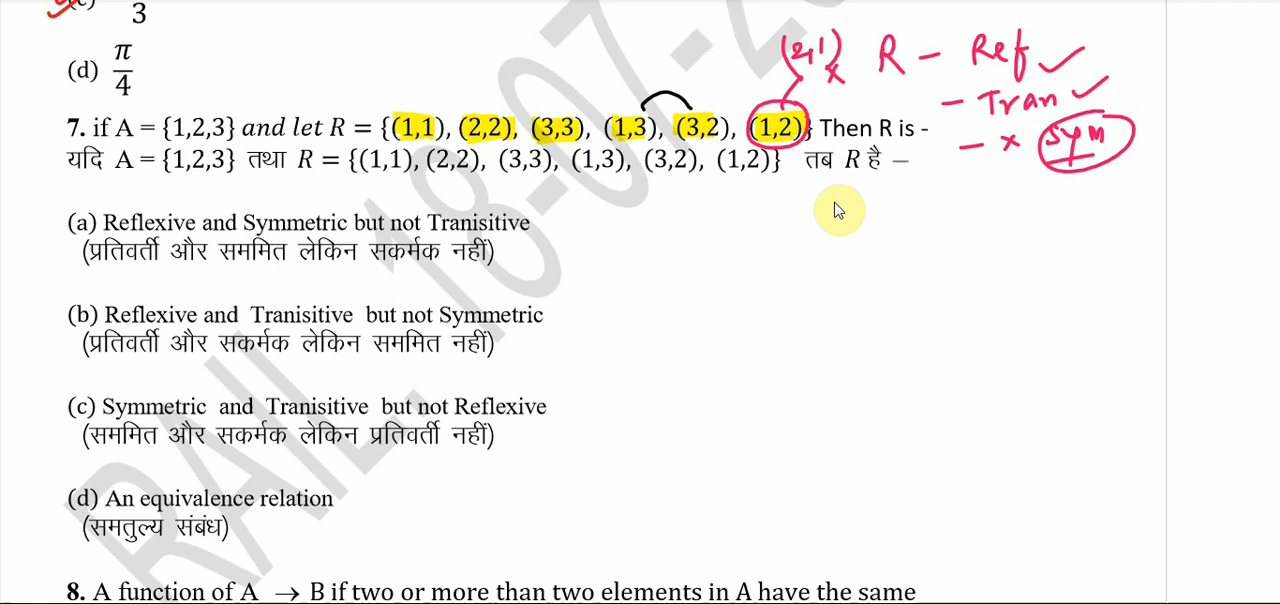 3
(d) π/4
(2,1) × R - Ref ✓
- Tran ✓
- × Sym
7. if A = {1,2,3} and let R = {(1,1), (2,2), (3,3), (1,3), (3,2), (1,2)} Then R is -
यदि A = {1,2,3} तथा R = {(1,1), (2,2), (3,3), (1,3), (3,2), (1,2)} तब R है –
(a) Reflexive and Symmetric but not Tranisitive
(प्रतिवर्ती और सममित लेकिन सकर्मक नहीं)
(b) Reflexive and Tranisitive but not Symmetric
(प्रतिवर्ती और सकर्मक लेकिन सममित नहीं)
(c) Symmetric and Tranisitive but not Reflexive
(सममित और सकर्मक लेकिन प्रतिवर्ती नहीं)
(d) An equivalence relation
(समतुल्य संबंध)
8. A function of A → B if two or more than two elements in A have the same
RAIL. 18-07-2